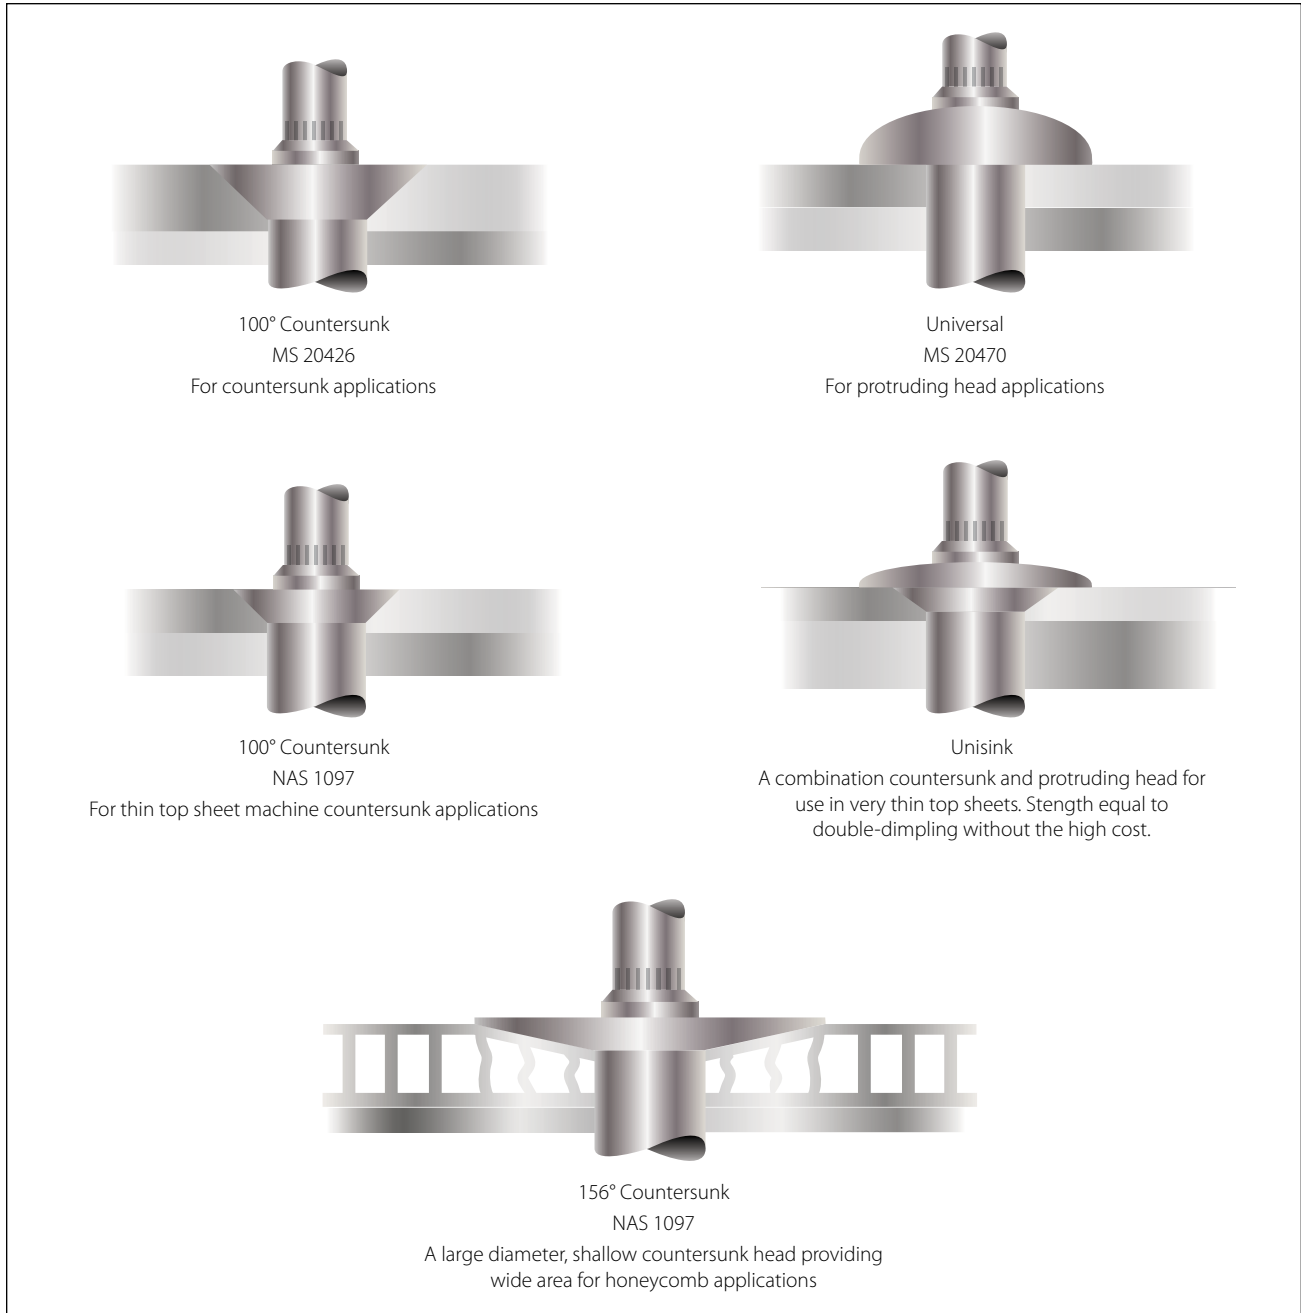 100° Countersunk
MS 20426
For countersunk applications
Universal
MS 20470
For protruding head applications
100° Countersunk
NAS 1097
For thin top sheet machine countersunk applications
Unisink
A combination countersunk and protruding head for
use in very thin top sheets. Stength equal to
double-dimpling without the high cost.
156° Countersunk
NAS 1097
A large diameter, shallow countersunk head providing
wide area for honeycomb applications